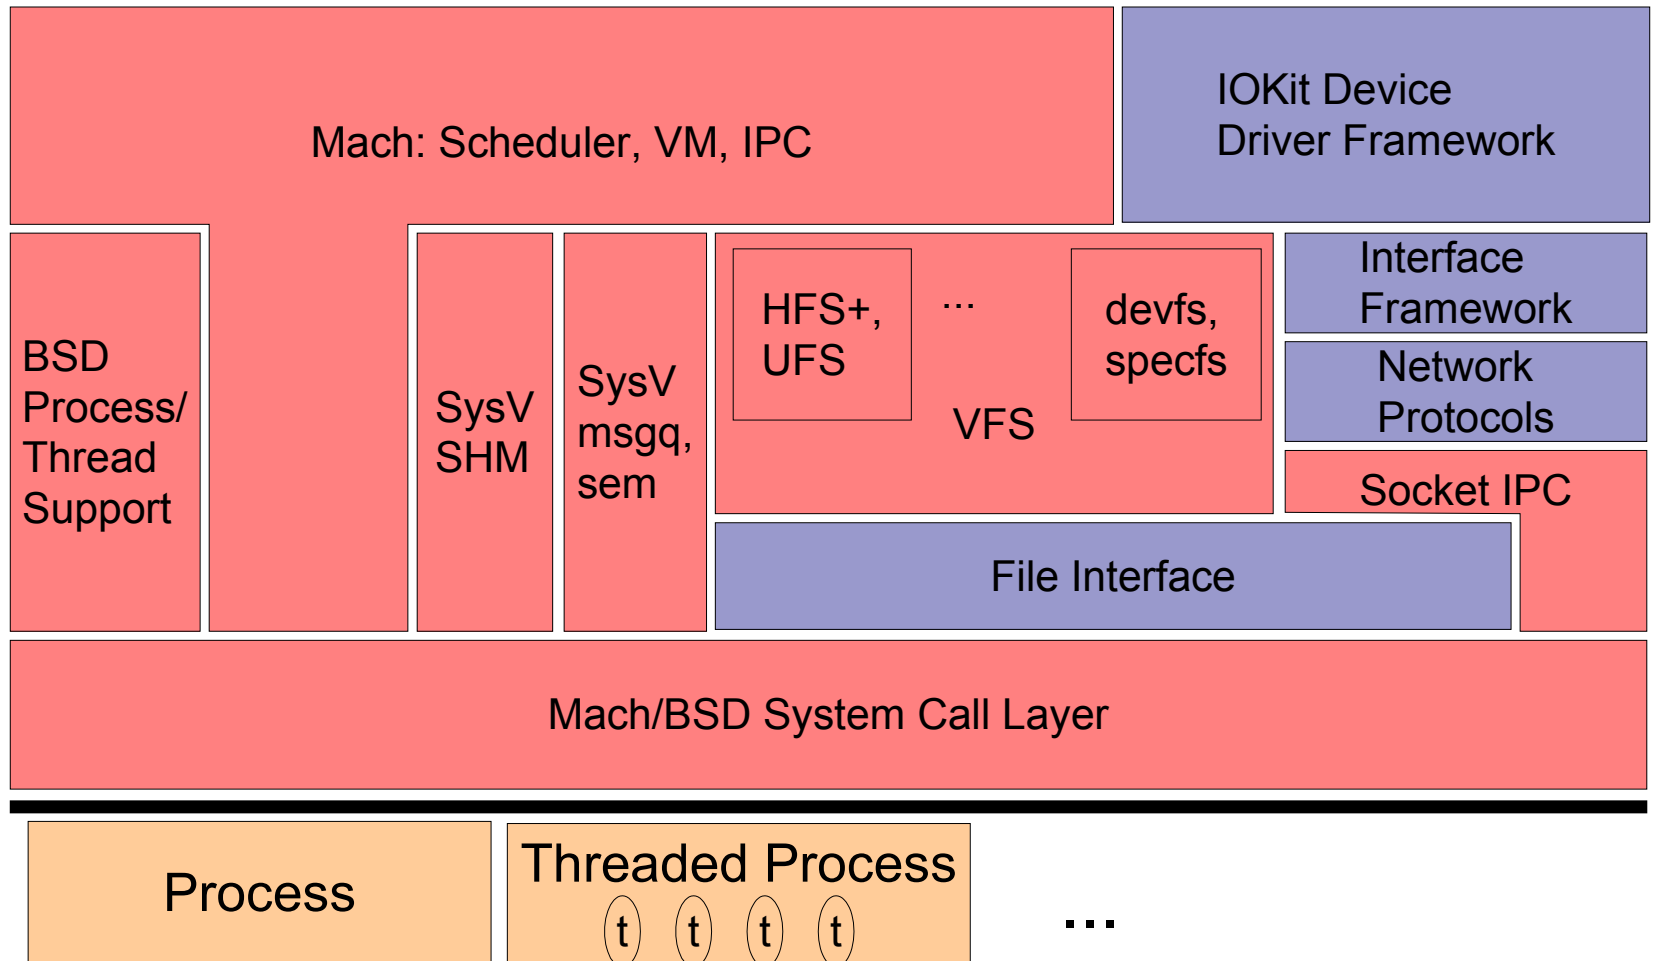 Mach: Scheduler, VM, IPC
IOKit Device
Driver Framework
BSD
Process/
Thread
Support
SysV
SHM
SysV
msgq,
sem
HFS+,
UFS
...
devfs,
specfs
VFS
Interface
Framework
Network
Protocols
Socket IPC
File Interface
Mach/BSD System Call Layer
Process
Threaded Process
t t t t
...